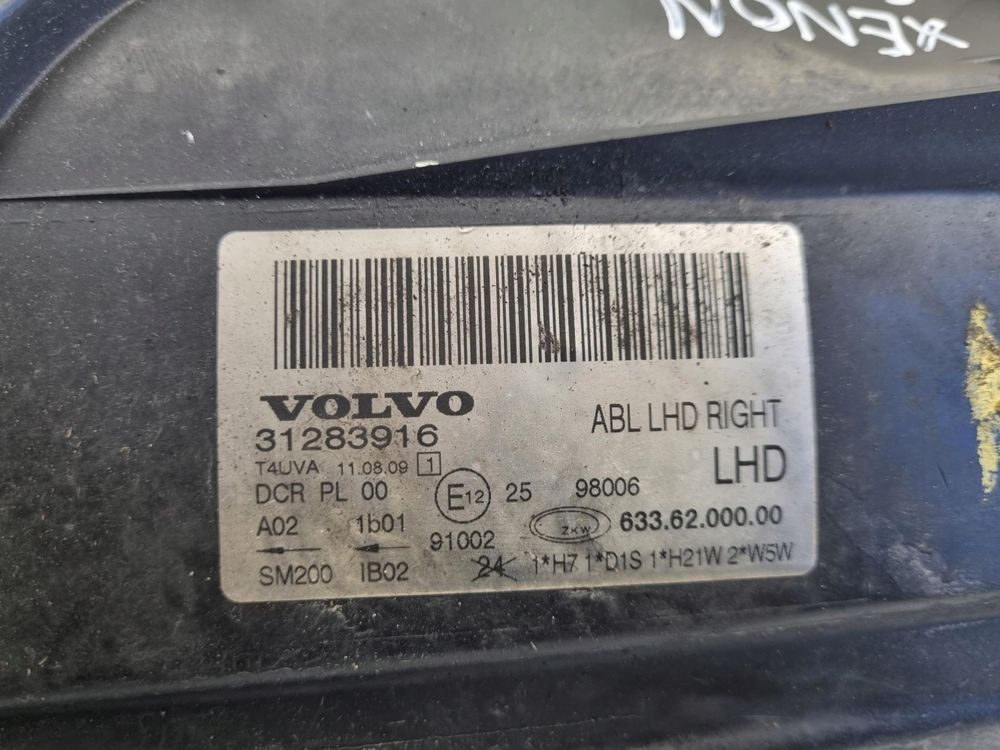 XENON
VOLVO
31283916
T4UVA 11.08.09 1
ABL LHD RIGHT
LHD
DCR PL 00 E12 25 98006
A02 1b01 91002 ZKW 633.62.000.00
SM200 IB02 24 1*H7 1*D1S 1*H21W 2*W5W